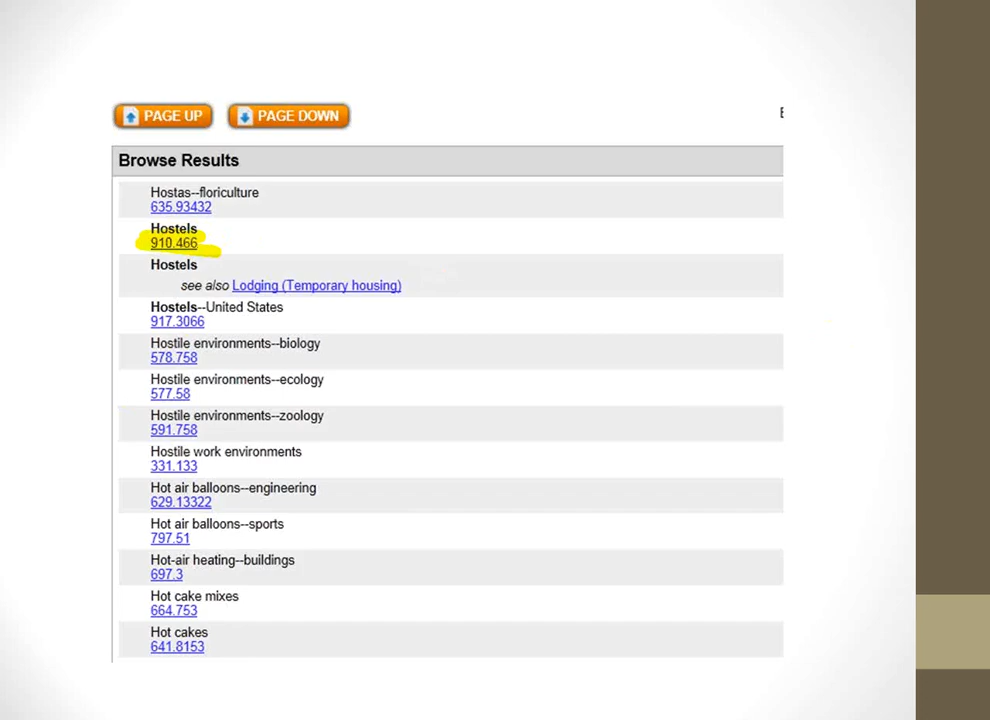 PAGE UP PAGE DOWN
Browse Results
Hostas--floriculture
635.93432
Hostels
910.466
Hostels
see also Lodging (Temporary housing)
Hostels--United States
917.3066
Hostile environments--biology
578.758
Hostile environments--ecology
577.58
Hostile environments--zoology
591.758
Hostile work environments
331.133
Hot air balloons--engineering
629.13322
Hot air balloons--sports
797.51
Hot-air heating--buildings
697.3
Hot cake mixes
664.753
Hot cakes
641.8153